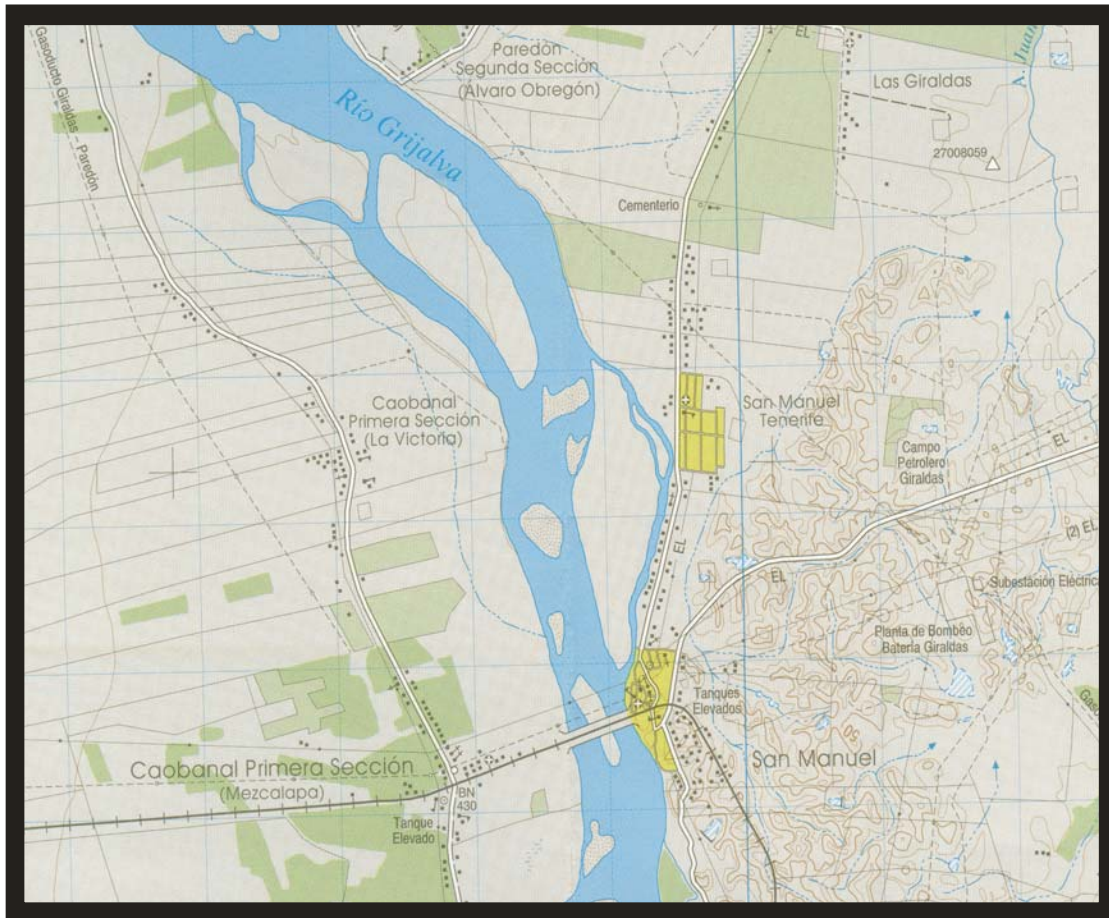 Gasoducto Giraldas - Paredón
Paredón
Segunda Sección
(Álvaro Obregón)
EL
Las Giraldas
A. Juan
Río Grijalva
27008059
Cementerio
Caobanal
Primera Sección
(La Victoria)
San Manuel
Tenerife
Campo
Petrolero
Giraldas
EL
EL
EL
(2) EL
Subestación Eléctrica
Planta de Bombeo
Batería Giraldas
Tanques
Elevados
50
San Manuel
Caobanal Primera Sección
(Mezcalapa)
BN
430
Tanque
Elevado